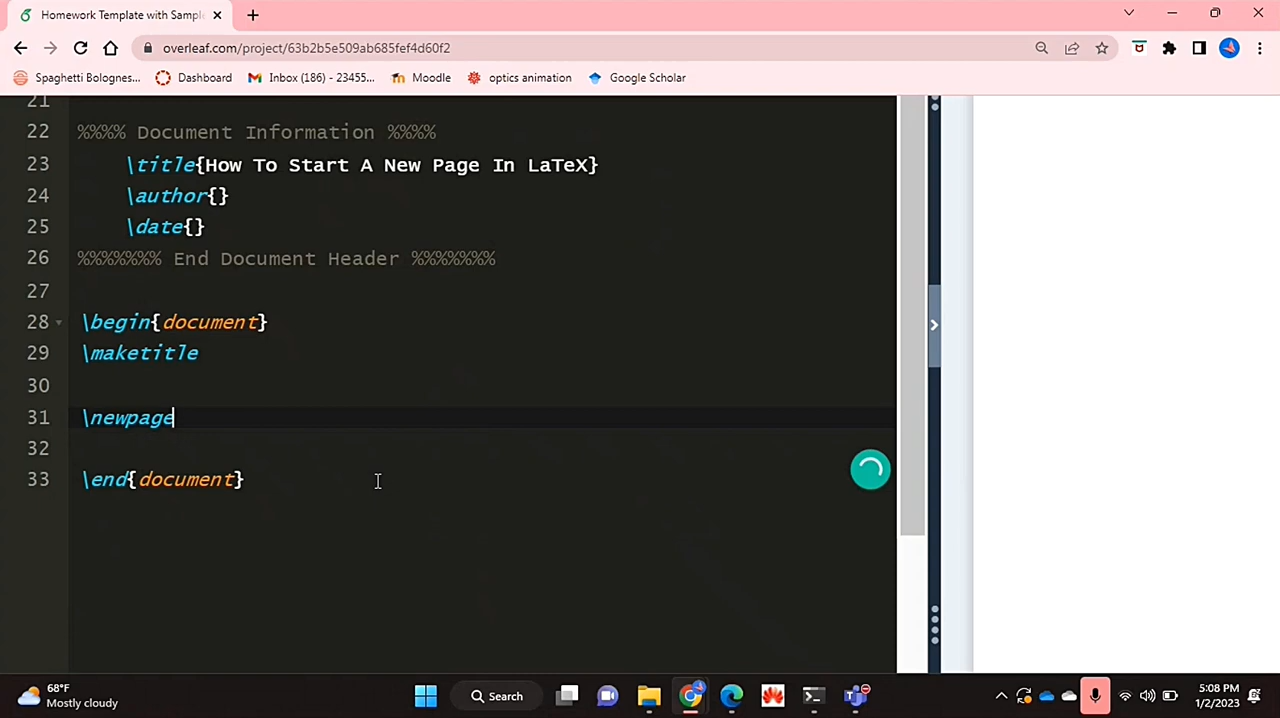 Homework Template with Sampl
overleaf.com/project/63b2b5e509ab685fef4d60f2
Spaghetti Bolognes... Dashboard Inbox (186) - 23455... Moodle optics animation Google Scholar
21
22 %%%% Document Information %%%%
23 \title{How To Start A New Page In LaTeX}
24 \author{}
25 \date{}
26 %%%%%%% End Document Header %%%%%%%
27
28 \begin{document}
29 \maketitle
30
31 \newpage
32
33 \end{document}
68°F
Mostly cloudy
Search
5:08 PM
1/2/2023